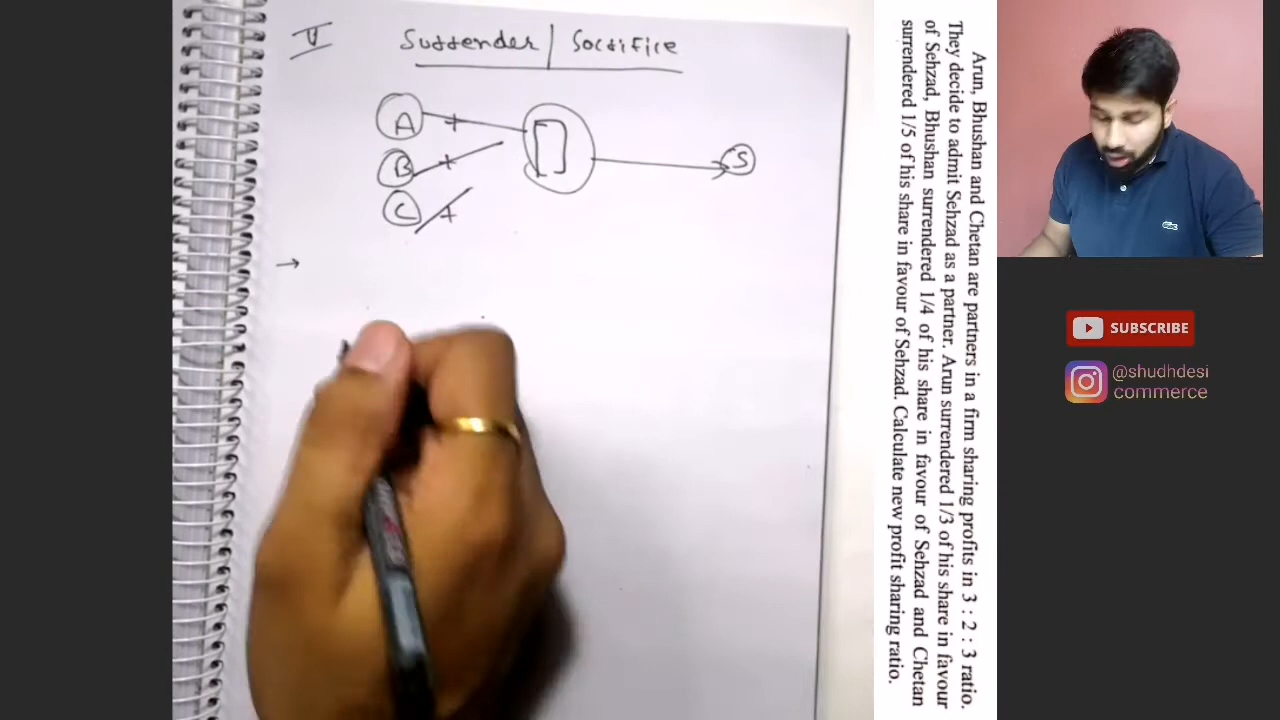 V
Surrender | Sacrifice
A
B
C
[ ]
S
→
Arun, Bhushan and Chetan are partners in a firm sharing profits in 3 : 2 : 3 ratio.
They decide to admit Sehzad as a partner. Arun surrendered 1/3 of his share in favour
of Sehzad, Bhushan surrendered 1/4 of his share in favour of Sehzad and Chetan
surrendered 1/5 of his share in favour of Sehzad. Calculate new profit sharing ratio.
SUBSCRIBE
@shudhdesi
commerce